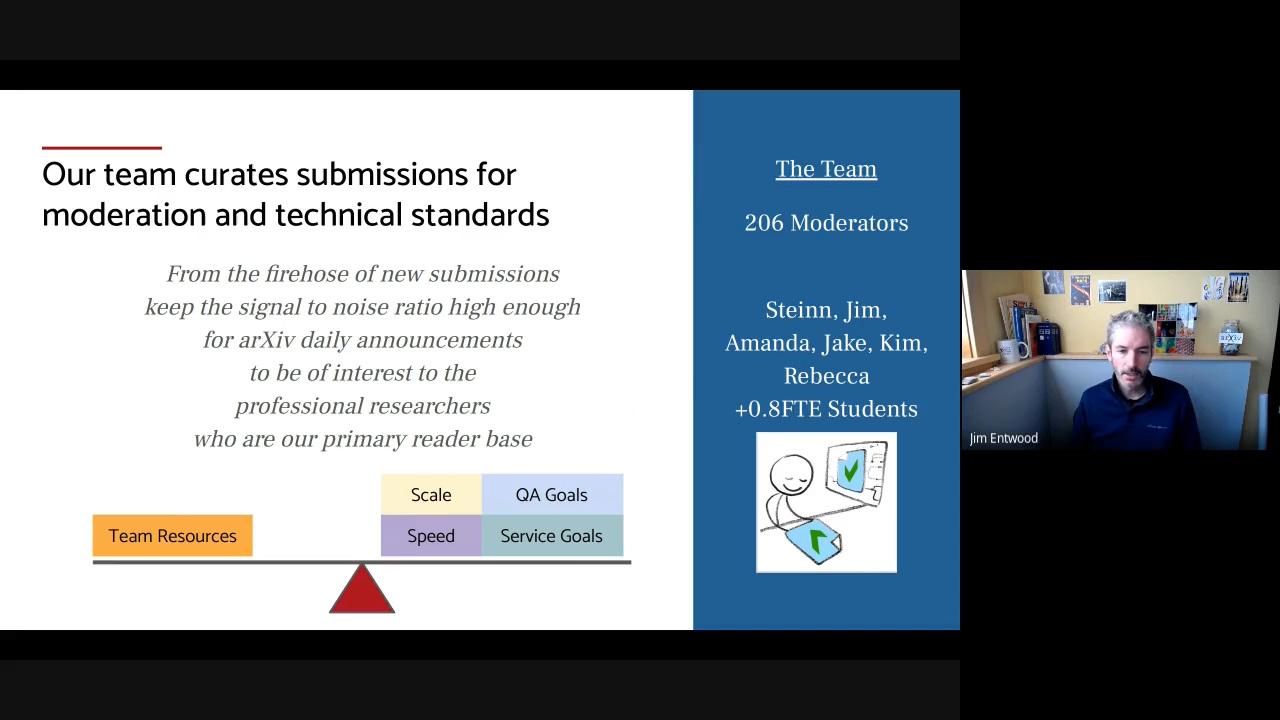 Our team curates submissions for
moderation and technical standards
From the firehose of new submissions
keep the signal to noise ratio high enough
for arXiv daily announcements
to be of interest to the
professional researchers
who are our primary reader base
Scale
QA Goals
Team Resources
Speed
Service Goals
The Team
206 Moderators
Steinn, Jim,
Amanda, Jake, Kim,
Rebecca
+0.8FTE Students
arXiv
Jim Entwood